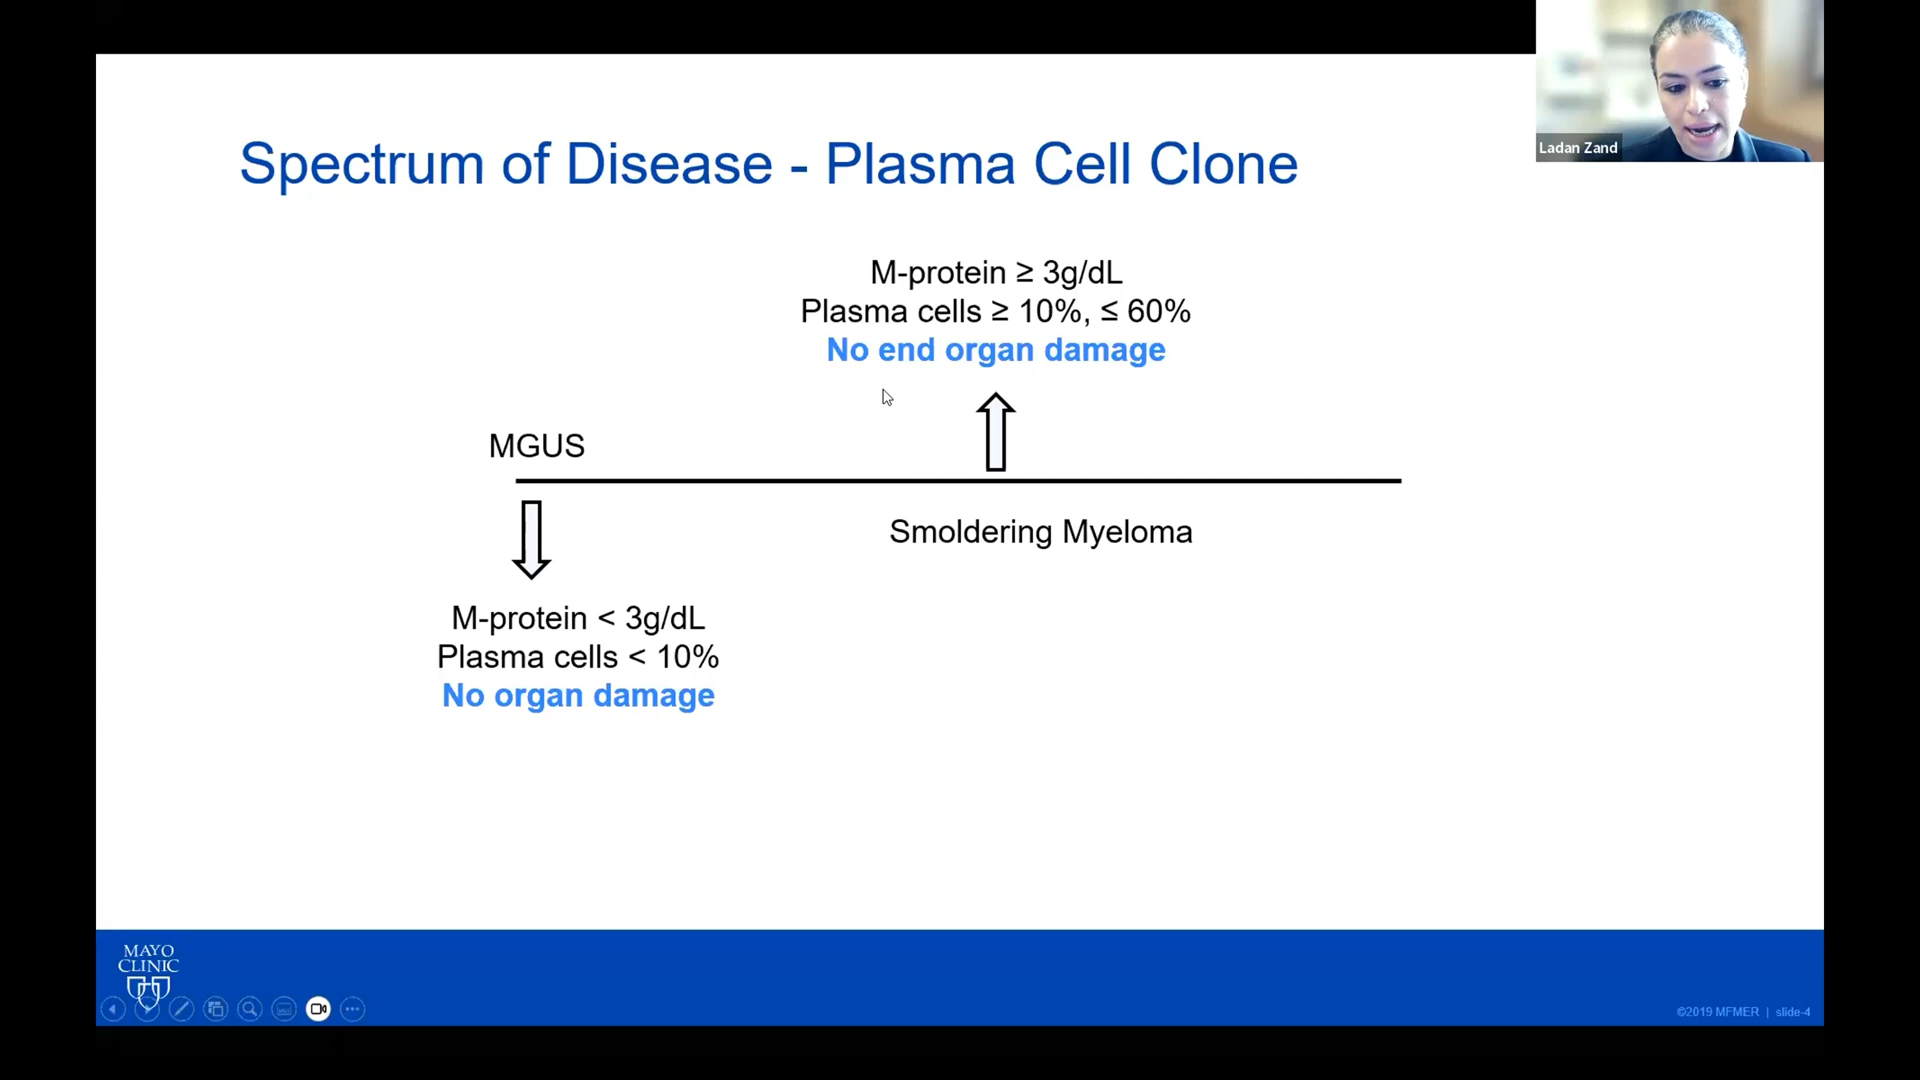 Ladan Zand
Spectrum of Disease - Plasma Cell Clone
M-protein ≥ 3g/dL
Plasma cells ≥ 10%, ≤ 60%
No end organ damage
MGUS
Smoldering Myeloma
M-protein < 3g/dL
Plasma cells < 10%
No organ damage
MAYO
CLINIC
©2019 MFMER | slide-4